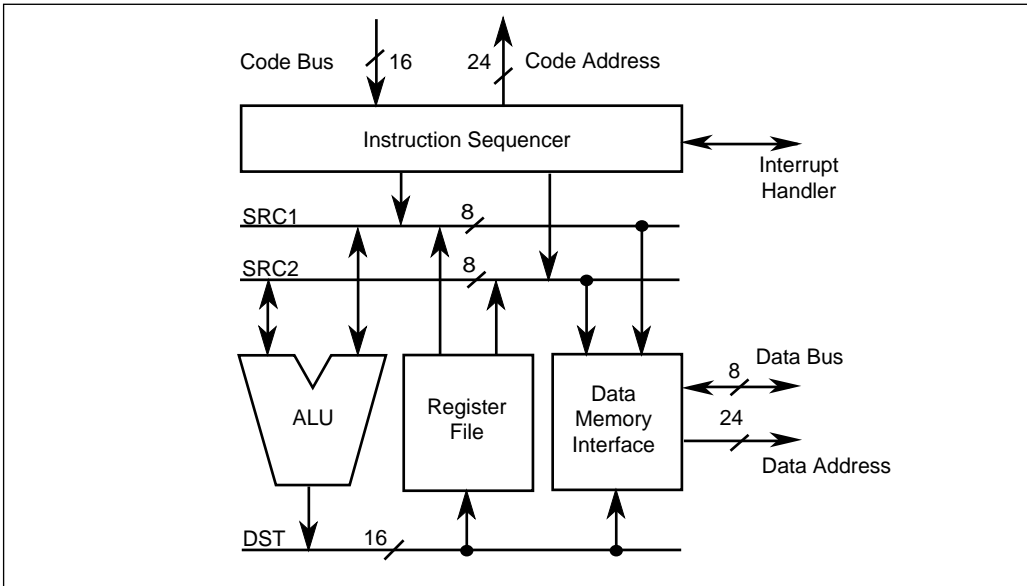 Code Bus
16
24
Code Address
Instruction Sequencer
Interrupt
Handler
SRC1
8
SRC2
8
ALU
Register
File
Data
Memory
Interface
Data Bus
8
24
Data Address
DST
16